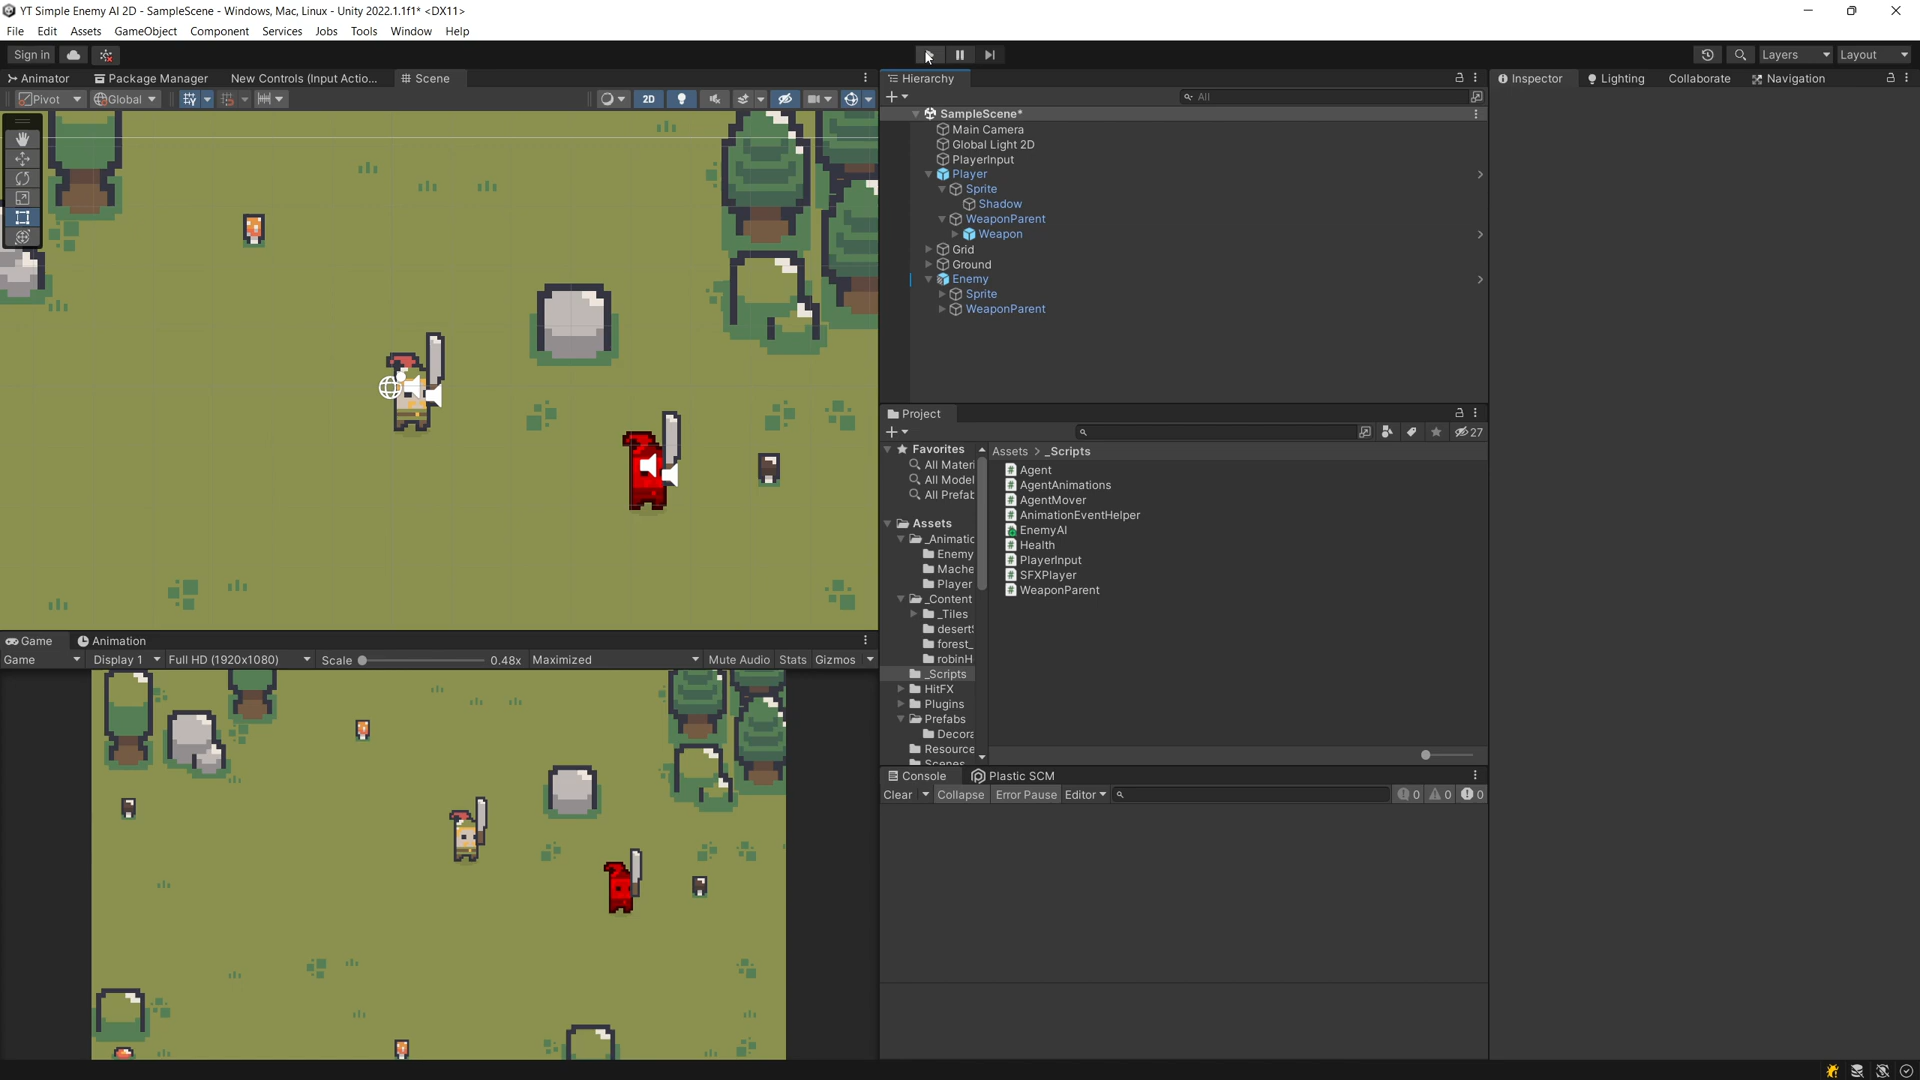 YT Simple Enemy AI 2D - SampleScene - Windows, Mac, Linux - Unity 2022.1.1f1* <DX11>
File Edit Assets GameObject Component Services Jobs Tools Window Help
Sign in
Layers
Layout
Animator
Package Manager
New Controls (Input Actio...
Scene
Pivot
Global
2D
Hierarchy
All
SampleScene*
Main Camera
Global Light 2D
PlayerInput
Player
Sprite
Shadow
WeaponParent
Weapon
Grid
Ground
Enemy
Sprite
WeaponParent
Inspector
Lighting
Collaborate
Navigation
Project
27
Favorites
All Materi
All Model
All Prefab
Assets
_Animatic
Enemy
Mache
Player
_Content
_Tiles
desertS
forest_
robinH
_Scripts
HitFX
Plugins
Prefabs
Decora
Resource
Scenes
Assets > _Scripts
Agent
AgentAnimations
AgentMover
AnimationEventHelper
EnemyAI
Health
PlayerInput
SFXPlayer
WeaponParent
Game
Animation
Game
Display 1
Full HD (1920x1080)
Scale
0.48x
Maximized
Mute Audio
Stats
Gizmos
Console
Plastic SCM
Clear
Collapse
Error Pause
Editor
0
0
0